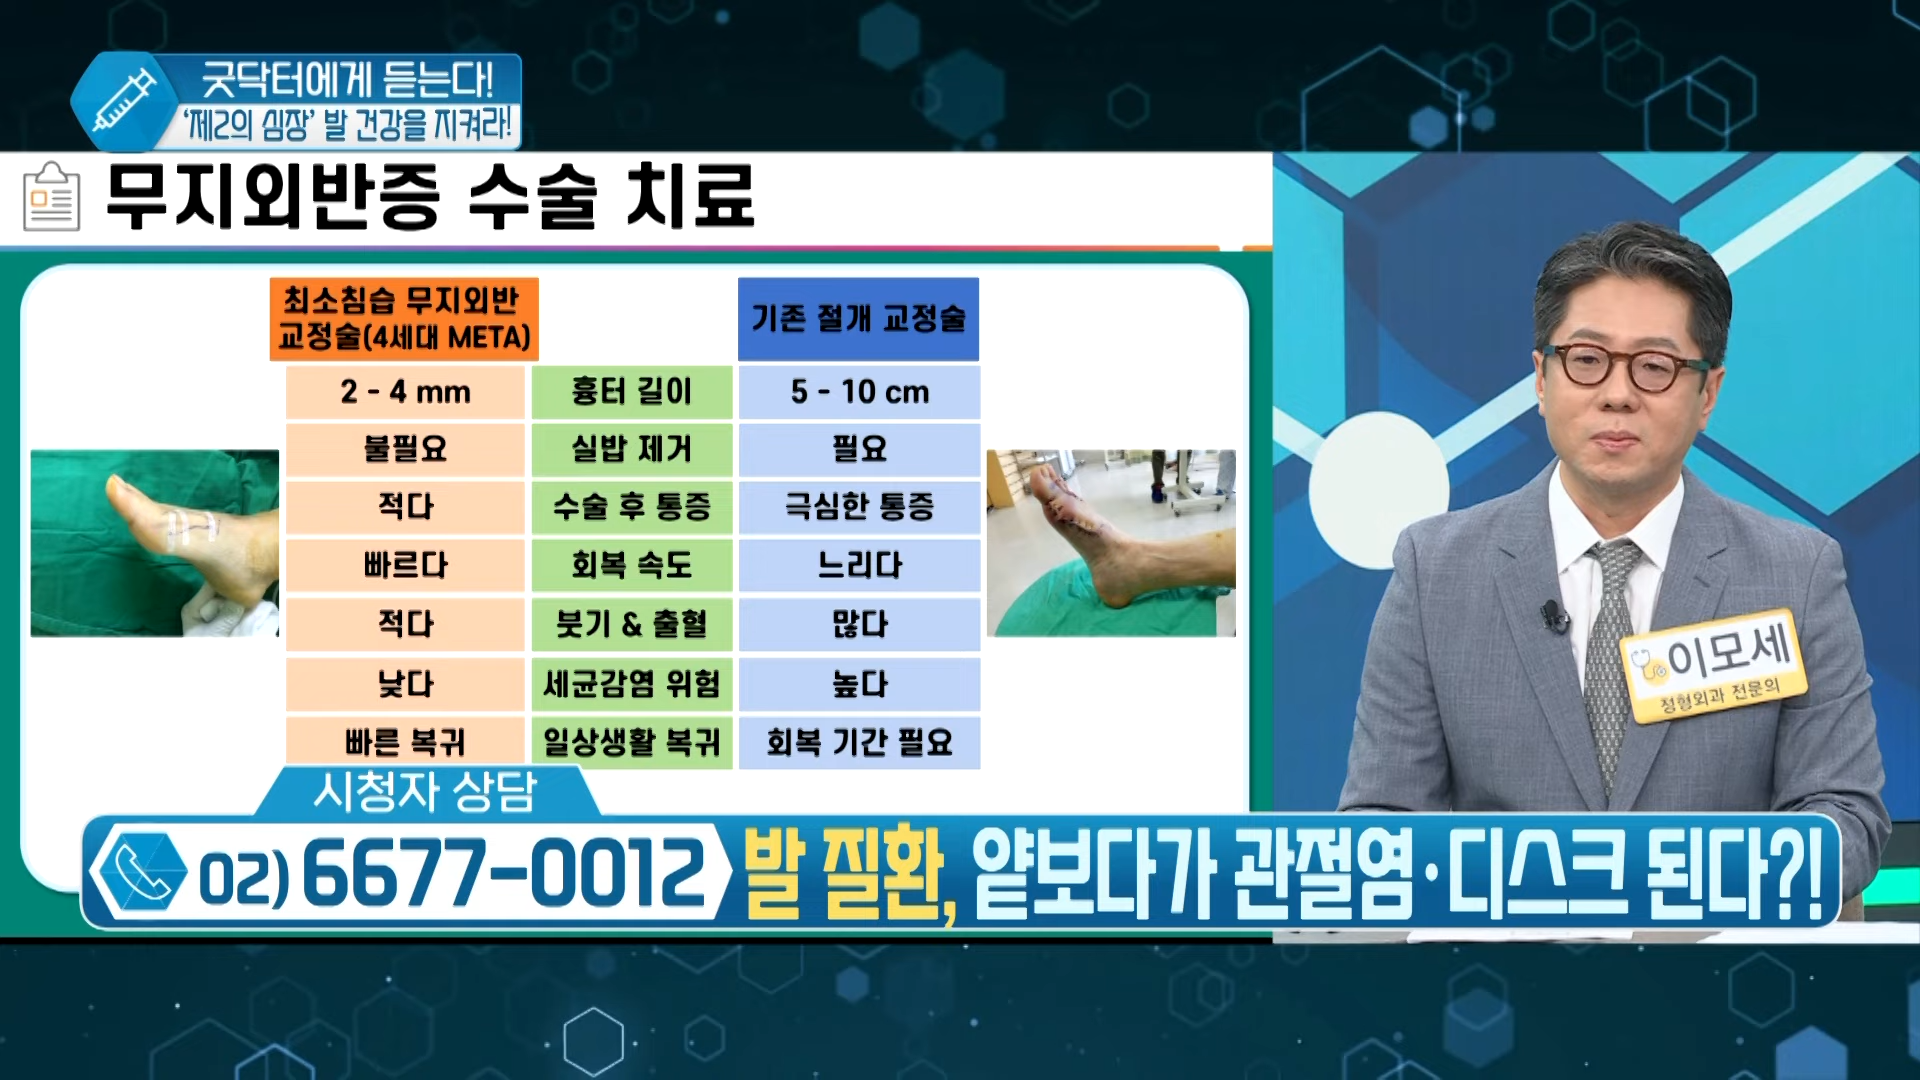 굿닥터에게 듣는다!
‘제2의 심장’ 발 건강을 지켜라!
무지외반증 수술 치료
최소침습 무지외반
교정술(4세대 META)
기존 절개 교정술
2 - 4 mm 흉터 길이 5 - 10 cm
불필요 실밥 제거 필요
적다 수술 후 통증 극심한 통증
빠르다 회복 속도 느리다
적다 붓기 & 출혈 많다
낮다 세균감염 위험 높다
빠른 복귀 일상생활 복귀 회복 기간 필요
이모세
정형외과 전문의
시청자 상담
02) 6677-0012
발 질환, 얕보다가 관절염·디스크 된다?!